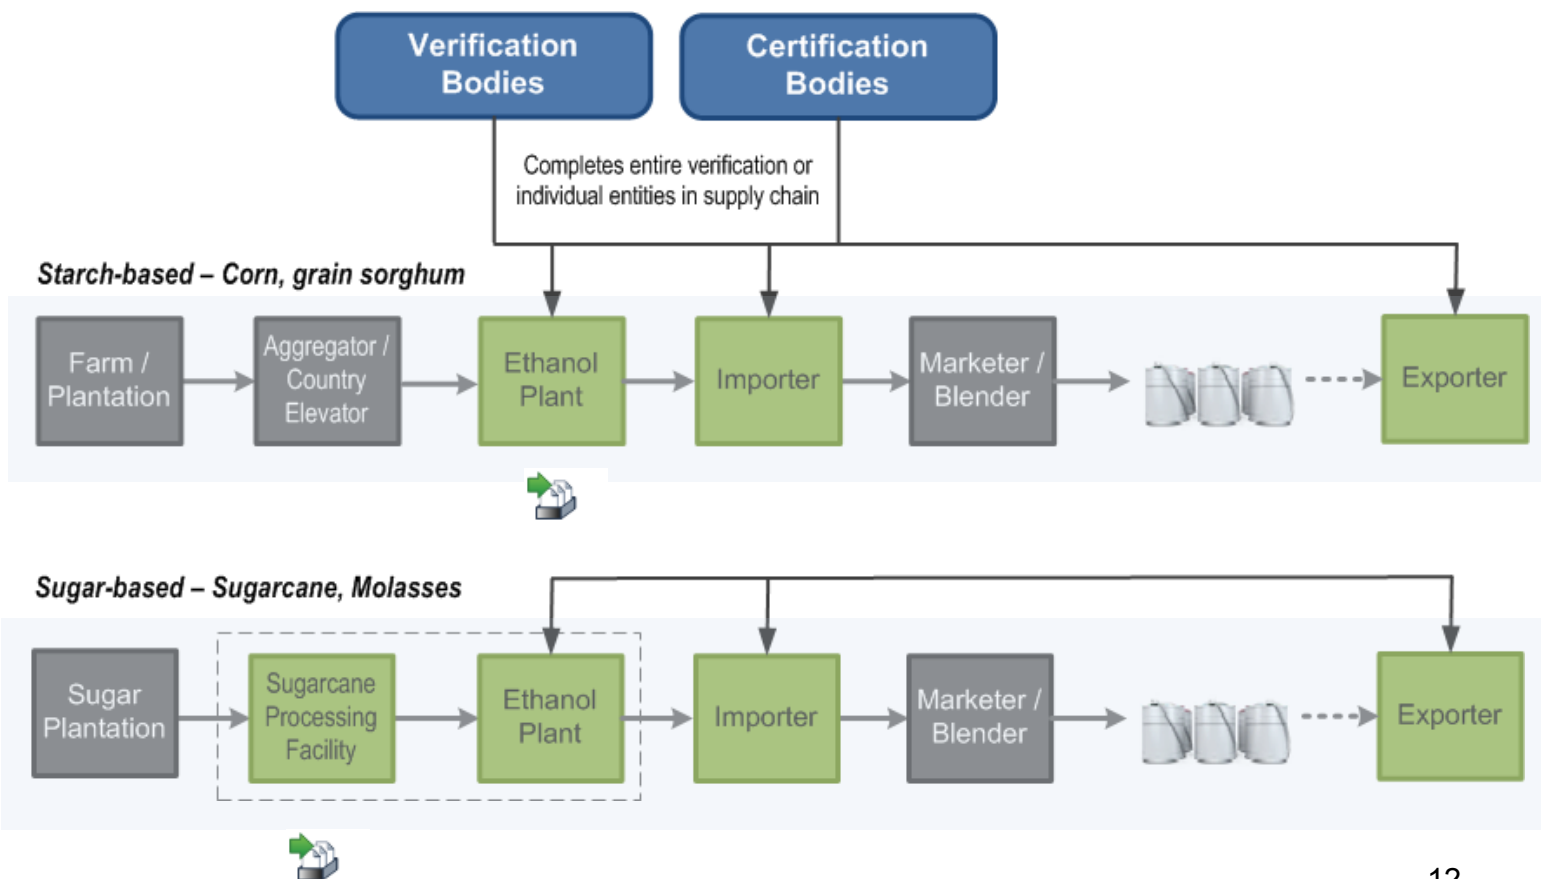 Verification
Bodies
Certification
Bodies
Completes entire verification or
individual entities in supply chain
Starch-based – Corn, grain sorghum
Farm /
Plantation
Aggregator /
Country
Elevator
Ethanol
Plant
Importer
Marketer /
Blender
Exporter
Sugar-based – Sugarcane, Molasses
Sugar
Plantation
Sugarcane
Processing
Facility
Ethanol
Plant
Importer
Marketer /
Blender
Exporter
12